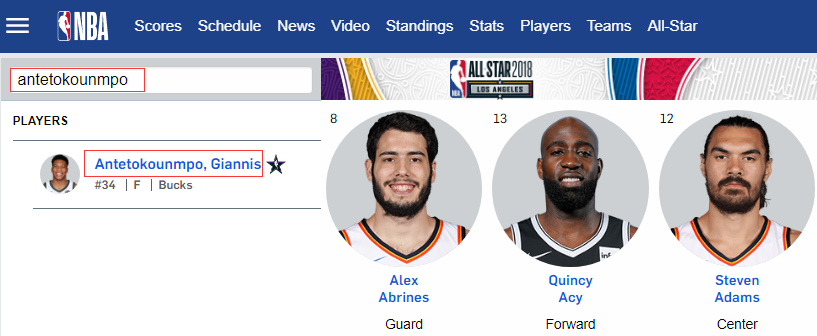 NBA
Scores Schedule News Video Standings Stats Players Teams All-Star
antetokounmpo
PLAYERS
Antetokounmpo, Giannis
#34 | F | Bucks
NBA ALL STAR 2018
LOS ANGELES
8 13 12
Alex Quincy Steven
Abrines Acy Adams
Guard Forward Center